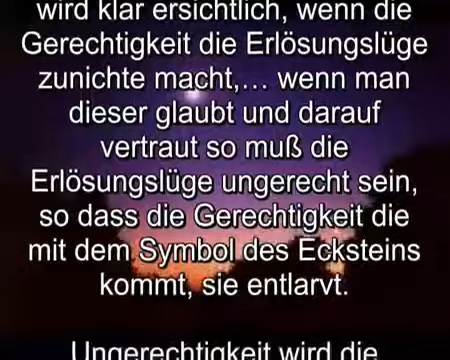 wird klar ersichtlich, wenn die
Gerechtigkeit die Erlösungslüge
zunichte macht,... wenn man
dieser glaubt und darauf
vertraut so muß die
Erlösungslüge ungerecht sein,
so dass die Gerechtigkeit die
mit dem Symbol des Ecksteins
kommt, sie entlarvt.
Ungerechtigkeit wird die